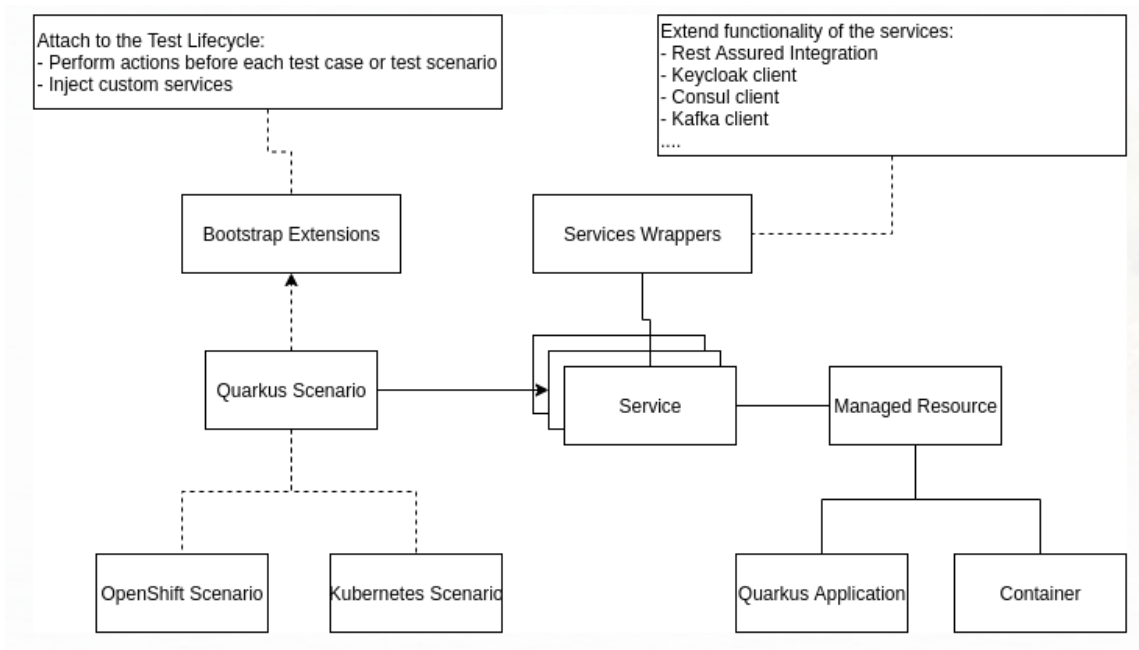 Attach to the Test Lifecycle:
- Perform actions before each test case or test scenario
- Inject custom services
Extend functionality of the services:
- Rest Assured Integration
- Keycloak client
- Consul client
- Kafka client
....
Bootstrap Extensions
Services Wrappers
Quarkus Scenario
Service
Managed Resource
OpenShift Scenario
Kubernetes Scenario
Quarkus Application
Container